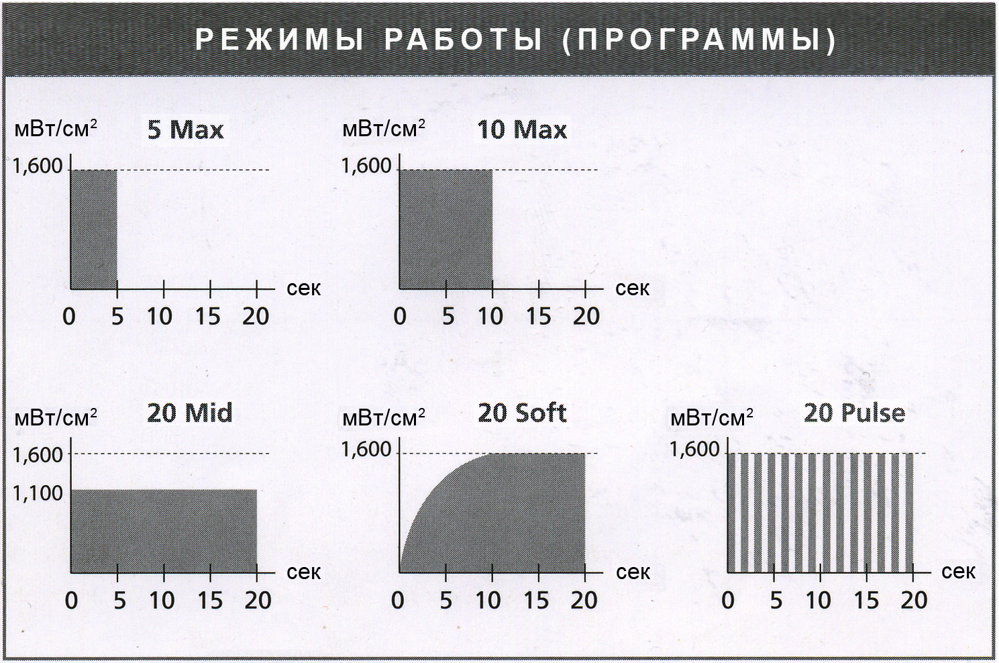 РЕЖИМЫ РАБОТЫ (ПРОГРАММЫ)
мВт/см² 5 Max
1,600
сек
0 5 10 15 20
мВт/см² 10 Max
1,600
сек
0 5 10 15 20
мВт/см² 20 Mid
1,600
1,100
сек
0 5 10 15 20
мВт/см² 20 Soft
1,600
сек
0 5 10 15 20
мВт/см² 20 Pulse
1,600
сек
0 5 10 15 20